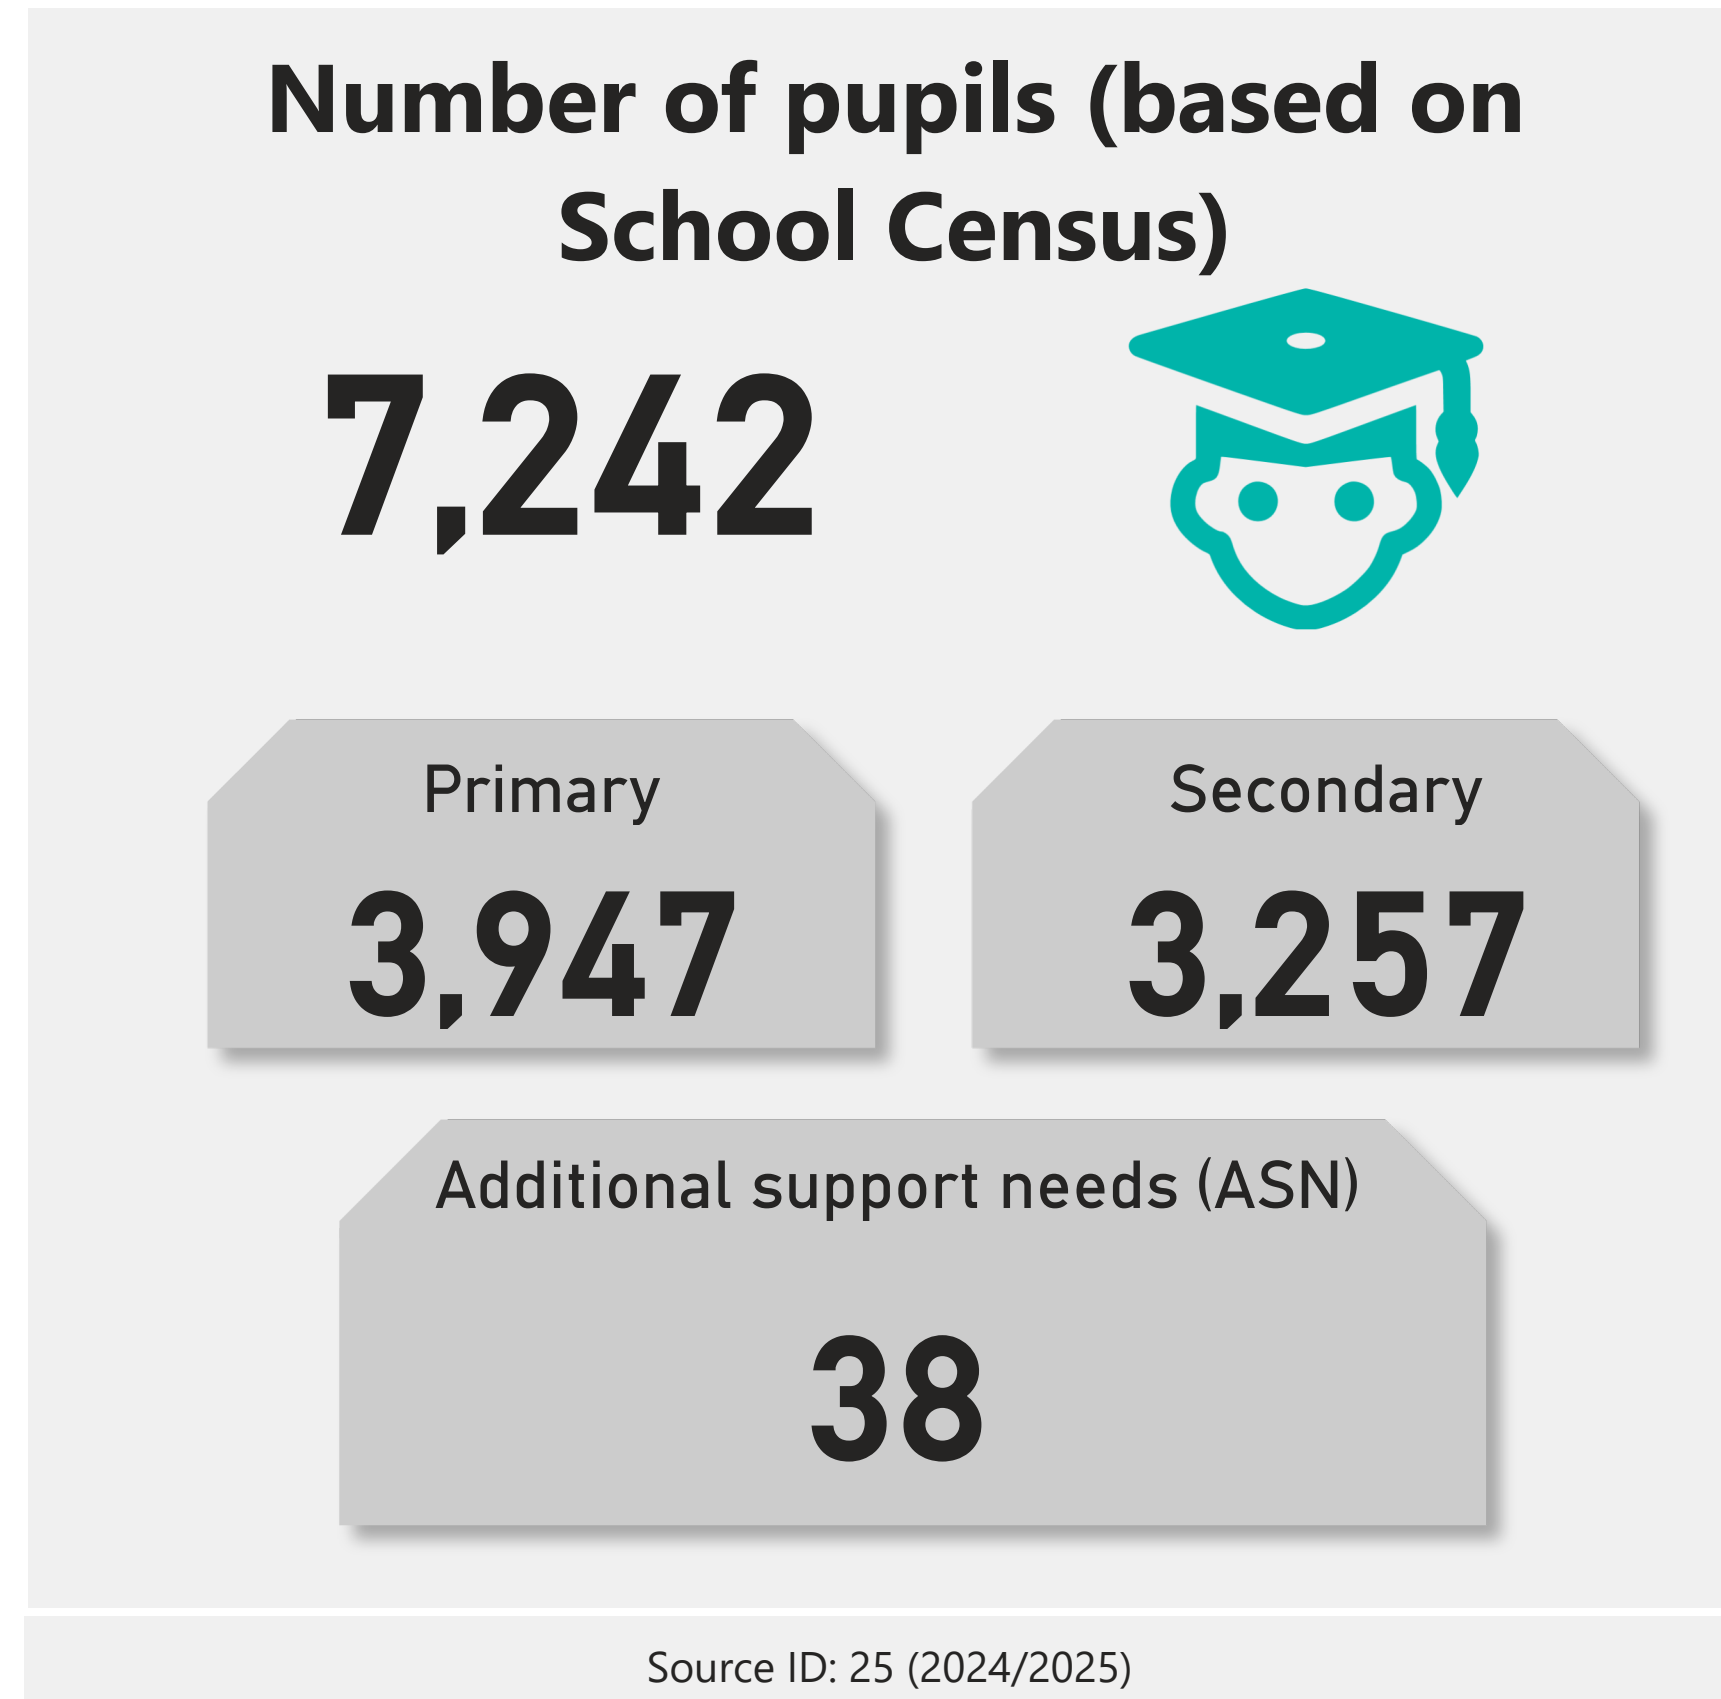 Number of pupils (based on
School Census)
7,242
Primary
3,947
Secondary
3,257
Additional support needs (ASN)
38
Source ID: 25 (2024/2025)